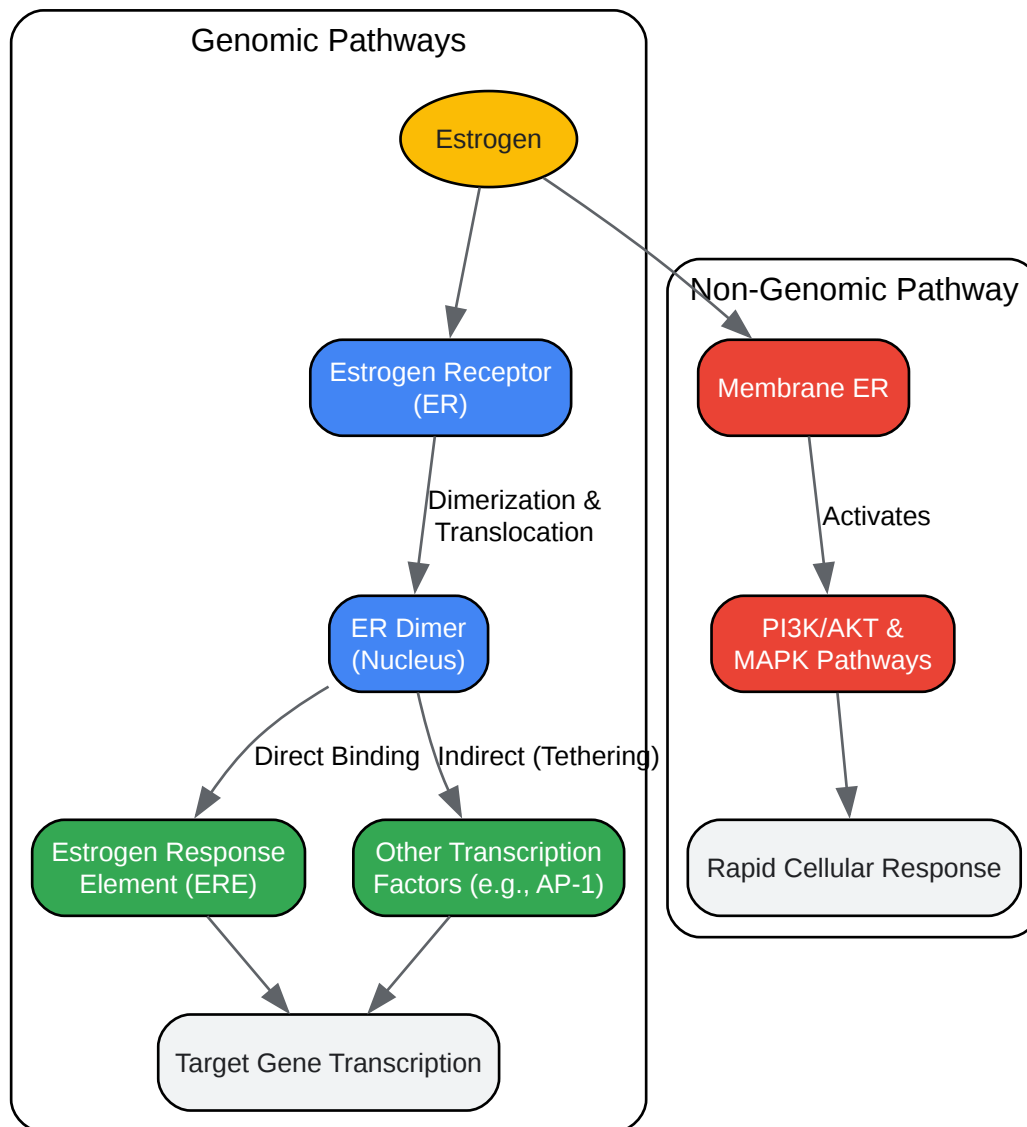 Genomic Pathways
Estrogen
Non-Genomic Pathway
Estrogen Receptor
(ER)
Membrane ER
Dimerization &
Translocation
Activates
ER Dimer
(Nucleus)
PI3K/AKT &
MAPK Pathways
Direct Binding
Indirect (Tethering)
Estrogen Response
Element (ERE)
Other Transcription
Factors (e.g., AP-1)
Rapid Cellular Response
Target Gene Transcription